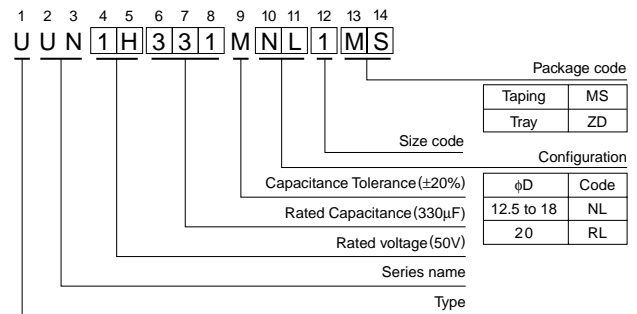 1 2 3 4 5 6 7 8 9 10 11 12 13 14
U U N 1 H 3 3 1 M N L 1 M S
Package code
Taping MS
Tray ZD
Size code
Configuration
Capacitance Tolerance (±20%)
ϕD Code
12.5 to 18 NL
Rated Capacitance (330μF)
20 RL
Rated voltage (50V)
Series name
Type